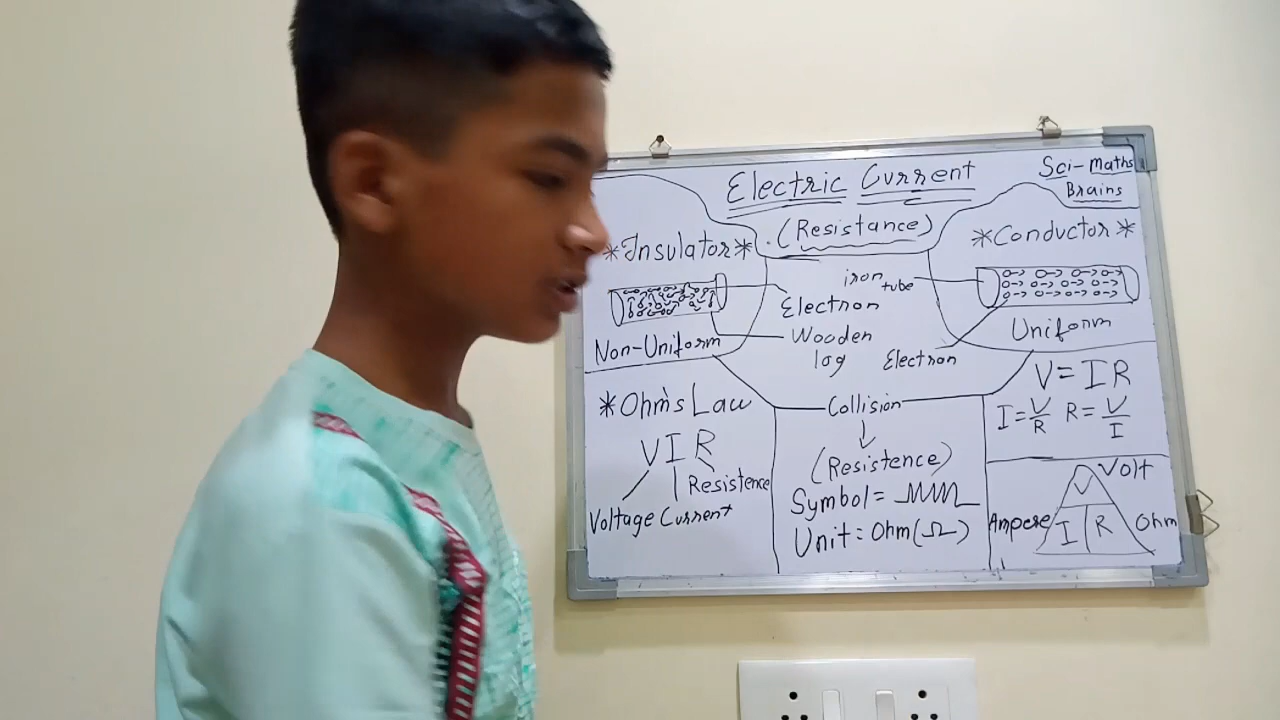 Electric Current
(Resistance)
Sci-Maths
Brains
*Insulator*
Electron
Wooden
log
Non-Uniform
*Conductor*
iron
tube
Electron
Uniform
Collision
(Resistence)
Symbol=
Unit=Ohm(Ω)
*Ohm's Law
V I R
Resistence
Voltage Current
V=IR
I=V/R R=V/I
V Volt
Ampere I R Ohm